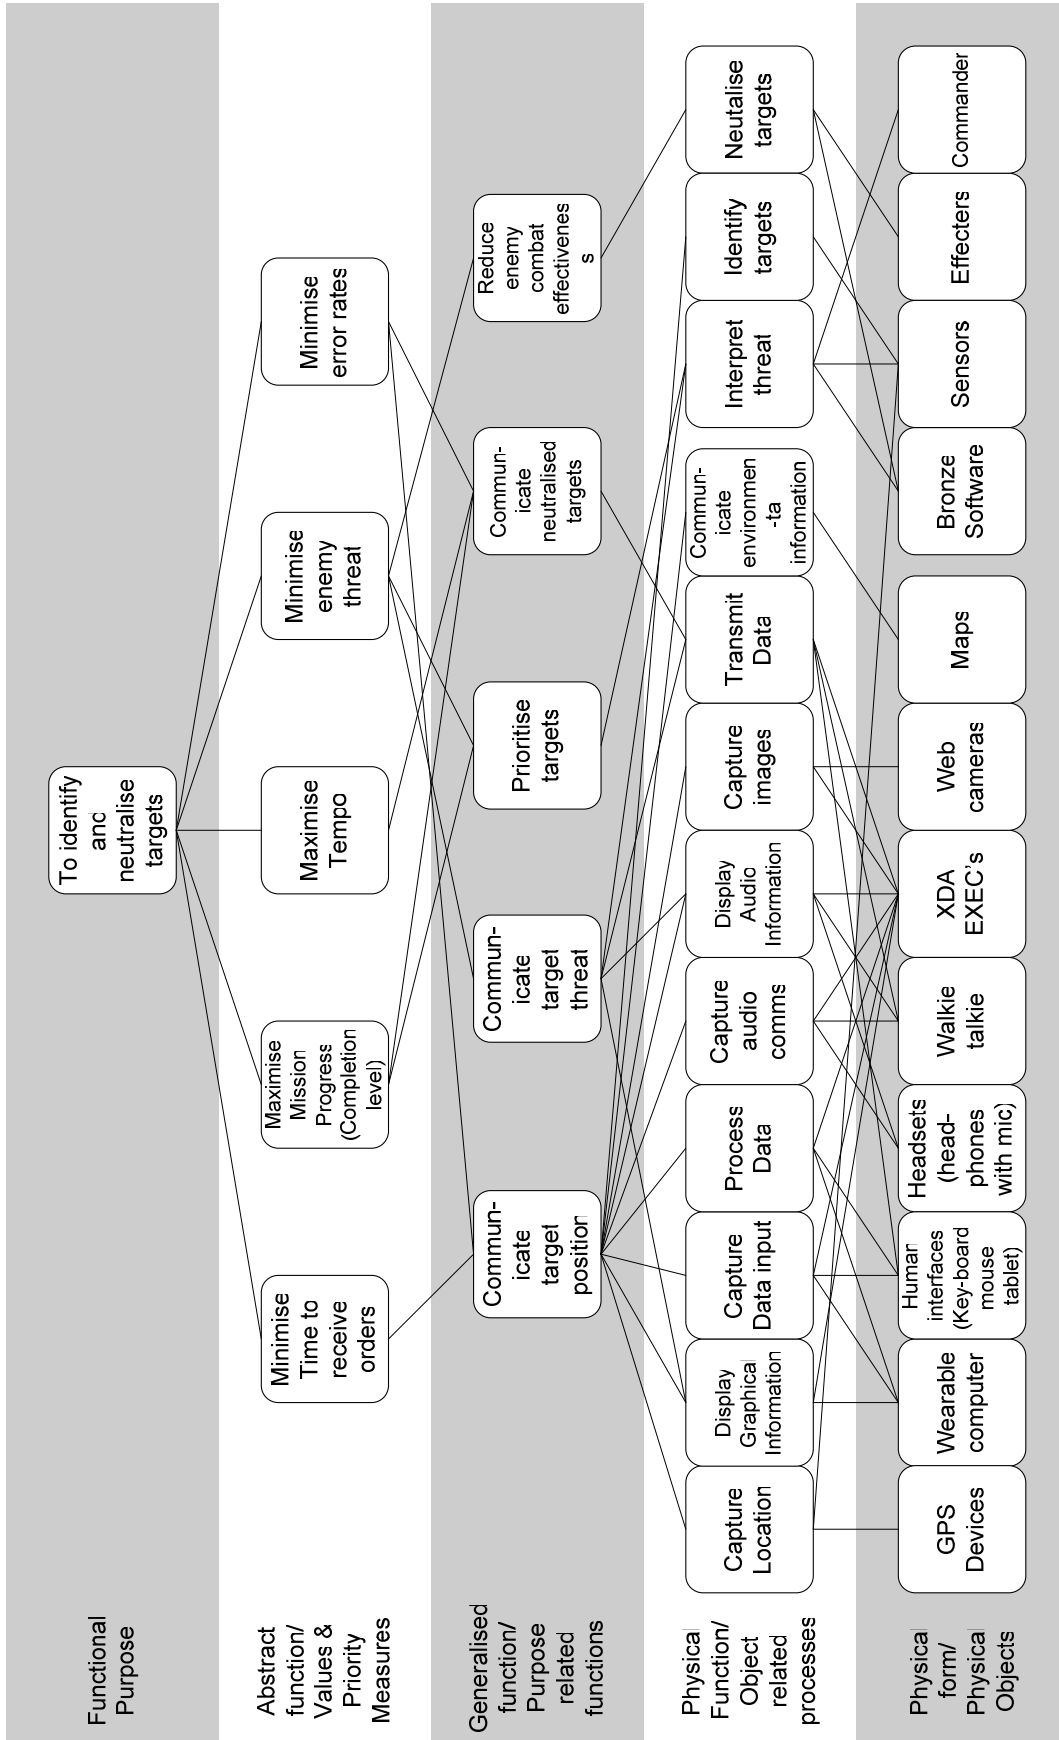 Functional
Purpose
To identify
and
neutralise
targets
Abstract
function/
Values &
Priority
Measures
Minimise
Time to
receive
orders
Maximise
Mission
Progress
(Completion
level)
Maximise
Tempo
Minimise
enemy
threat
Minimise
error rates
Generalised
function/
Purpose
related
functions
Commun-
icate
target
position
Commun-
icate
target
threat
Prioritise
targets
Commun-
icate
neutralised
targets
Reduce
enemy
combat
effectivenes
s
Physical
Function/
Object
related
processes
Capture
Location
Display
Graphical
Information
Capture
Data input
Process
Data
Capture
audio
comms
Display
Audio
Information
Capture
images
Transmit
Data
Commun-
icate
environmen
-ta
information
Interpret
threat
Identify
targets
Neutalise
targets
Physical
form/
Physical
Objects
GPS
Devices
Wearable
computer
Human
interfaces
(Key-board
mouse
tablet)
Headsets
(head-
phones
with mic)
Walkie
talkie
XDA
EXEC's
Web
cameras
Maps
Bronze
Software
Sensors
Effecters
Commander